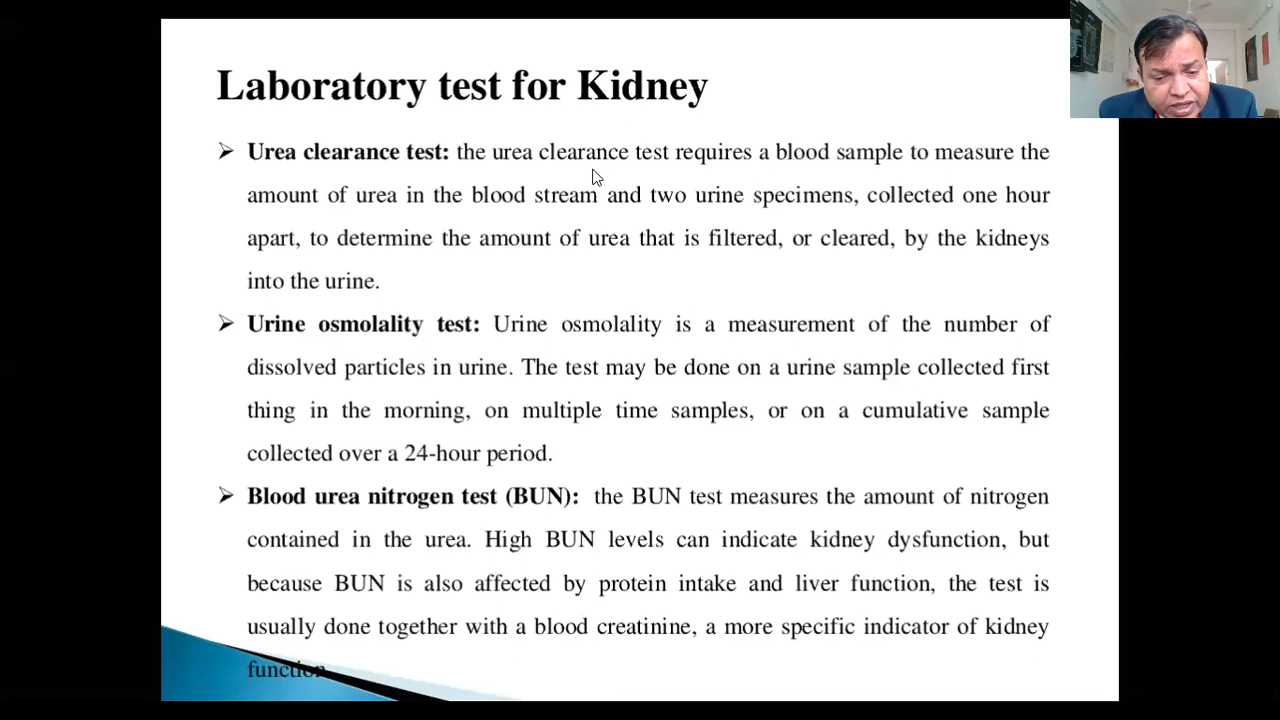 Laboratory test for Kidney
Urea clearance test: the urea clearance test requires a blood sample to measure the
amount of urea in the blood stream and two urine specimens, collected one hour
apart, to determine the amount of urea that is filtered, or cleared, by the kidneys
into the urine.
Urine osmolality test: Urine osmolality is a measurement of the number of
dissolved particles in urine. The test may be done on a urine sample collected first
thing in the morning, on multiple time samples, or on a cumulative sample
collected over a 24-hour period.
Blood urea nitrogen test (BUN): the BUN test measures the amount of nitrogen
contained in the urea. High BUN levels can indicate kidney dysfunction, but
because BUN is also affected by protein intake and liver function, the test is
usually done together with a blood creatinine, a more specific indicator of kidney
function